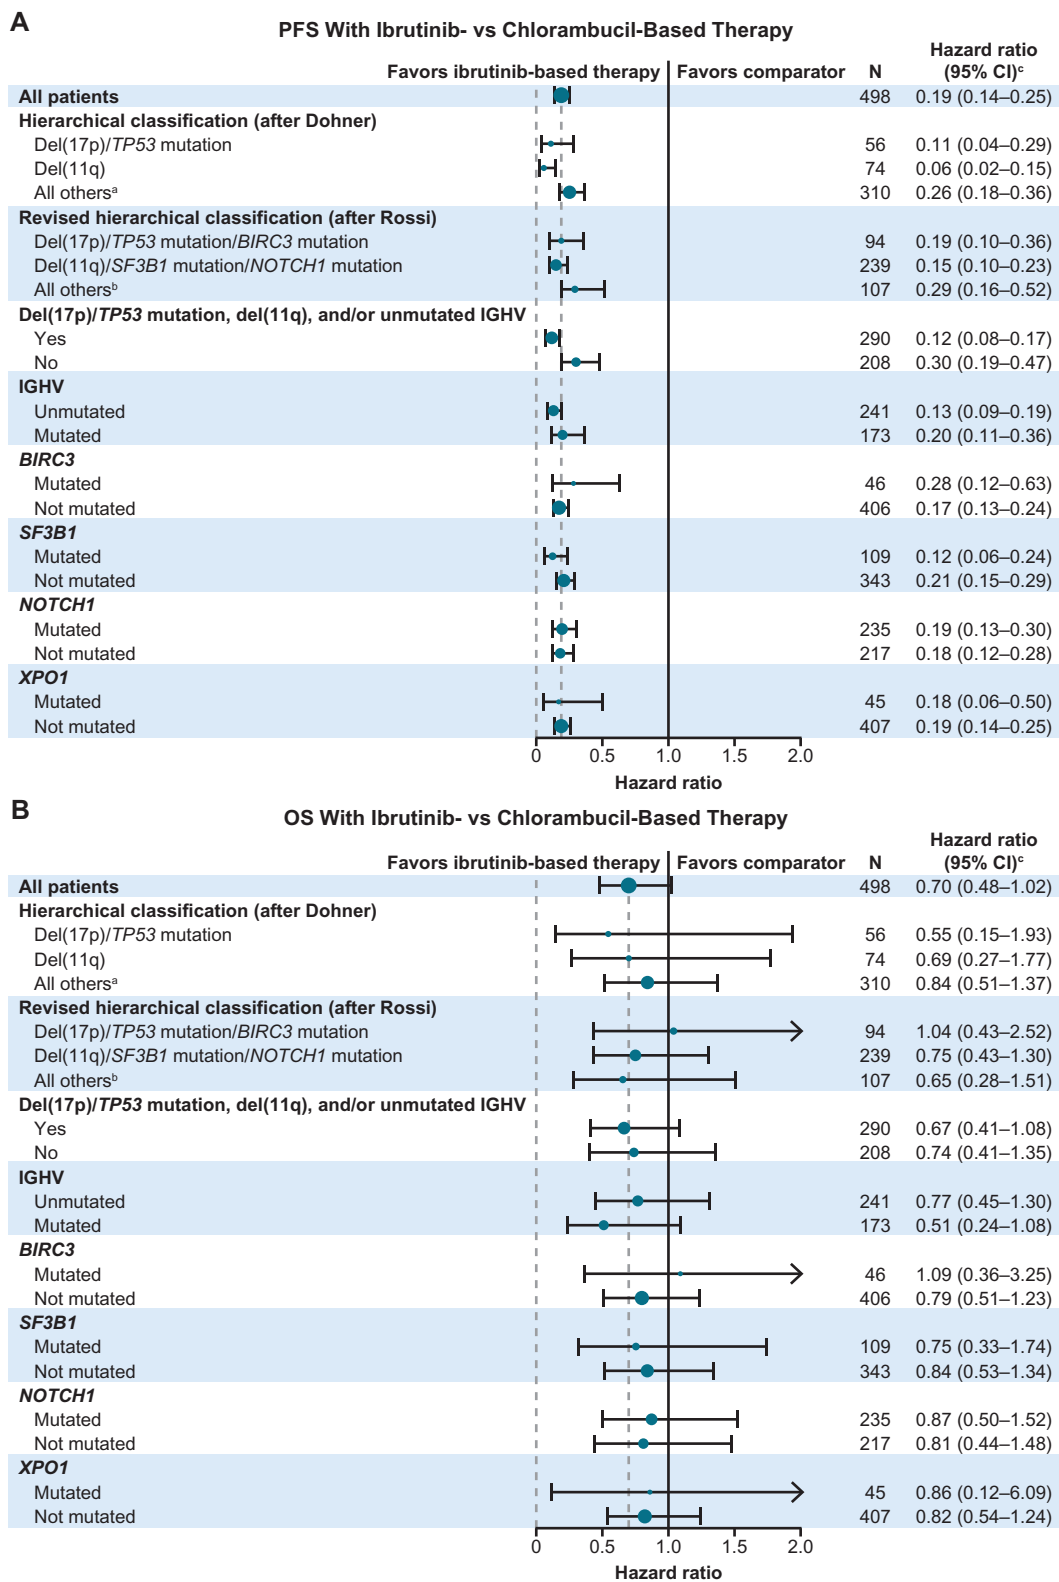 A
PFS With Ibrutinib- vs Chlorambucil-Based Therapy
Hazard ratio
Favors ibrutinib-based therapy Favors comparator N (95% CI)c
All patients 498 0.19 (0.14–0.25)
Hierarchical classification (after Dohner)
Del(17p)/TP53 mutation 56 0.11 (0.04–0.29)
Del(11q) 74 0.06 (0.02–0.15)
All othersa 310 0.26 (0.18–0.36)
Revised hierarchical classification (after Rossi)
Del(17p)/TP53 mutation/BIRC3 mutation 94 0.19 (0.10–0.36)
Del(11q)/SF3B1 mutation/NOTCH1 mutation 239 0.15 (0.10–0.23)
All othersb 107 0.29 (0.16–0.52)
Del(17p)/TP53 mutation, del(11q), and/or unmutated IGHV
Yes 290 0.12 (0.08–0.17)
No 208 0.30 (0.19–0.47)
IGHV
Unmutated 241 0.13 (0.09–0.19)
Mutated 173 0.20 (0.11–0.36)
BIRC3
Mutated 46 0.28 (0.12–0.63)
Not mutated 406 0.17 (0.13–0.24)
SF3B1
Mutated 109 0.12 (0.06–0.24)
Not mutated 343 0.21 (0.15–0.29)
NOTCH1
Mutated 235 0.19 (0.13–0.30)
Not mutated 217 0.18 (0.12–0.28)
XPO1
Mutated 45 0.18 (0.06–0.50)
Not mutated 407 0.19 (0.14–0.25)
0 0.5 1.0 1.5 2.0
Hazard ratio
B
OS With Ibrutinib- vs Chlorambucil-Based Therapy
Hazard ratio
Favors ibrutinib-based therapy Favors comparator N (95% CI)c
All patients 498 0.70 (0.48–1.02)
Hierarchical classification (after Dohner)
Del(17p)/TP53 mutation 56 0.55 (0.15–1.93)
Del(11q) 74 0.69 (0.27–1.77)
All othersa 310 0.84 (0.51–1.37)
Revised hierarchical classification (after Rossi)
Del(17p)/TP53 mutation/BIRC3 mutation 94 1.04 (0.43–2.52)
Del(11q)/SF3B1 mutation/NOTCH1 mutation 239 0.75 (0.43–1.30)
All othersb 107 0.65 (0.28–1.51)
Del(17p)/TP53 mutation, del(11q), and/or unmutated IGHV
Yes 290 0.67 (0.41–1.08)
No 208 0.74 (0.41–1.35)
IGHV
Unmutated 241 0.77 (0.45–1.30)
Mutated 173 0.51 (0.24–1.08)
BIRC3
Mutated 46 1.09 (0.36–3.25)
Not mutated 406 0.79 (0.51–1.23)
SF3B1
Mutated 109 0.75 (0.33–1.74)
Not mutated 343 0.84 (0.53–1.34)
NOTCH1
Mutated 235 0.87 (0.50–1.52)
Not mutated 217 0.81 (0.44–1.48)
XPO1
Mutated 45 0.86 (0.12–6.09)
Not mutated 407 0.82 (0.54–1.24)
0 0.5 1.0 1.5 2.0
Hazard ratio